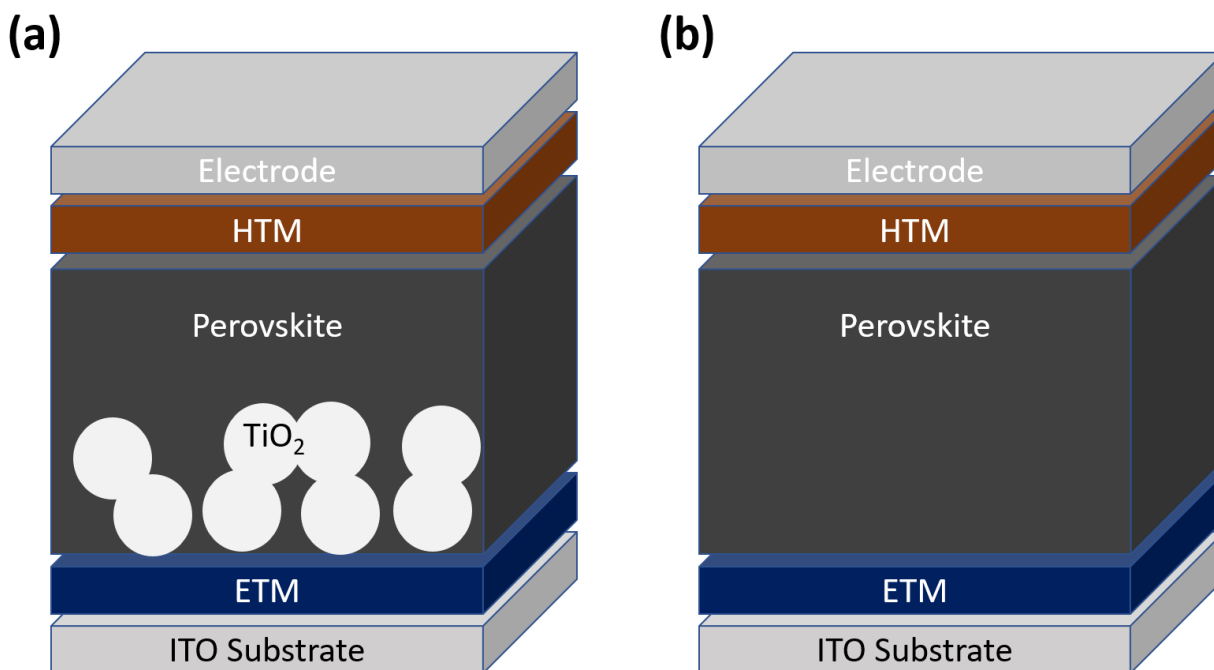 (a)
Electrode
HTM
Perovskite
TiO₂
ETM
ITO Substrate
(b)
Electrode
HTM
Perovskite
ETM
ITO Substrate